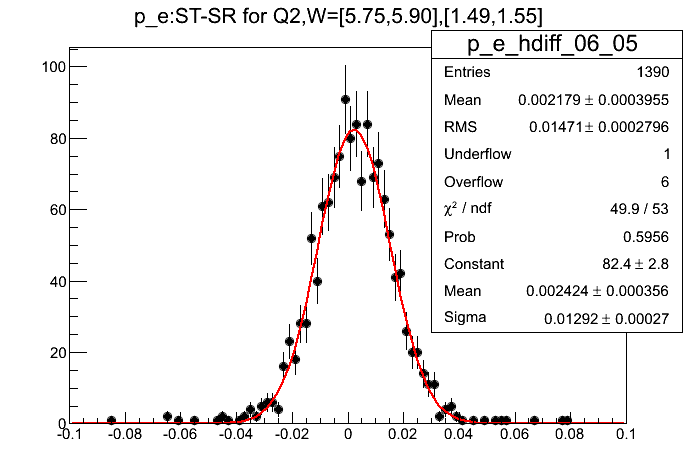 p_e:ST-SR for Q2,W=[5.75,5.90],[1.49,1.55]
p_e_hdiff_06_05
Entries 1390
Mean 0.002179 ± 0.0003955
RMS 0.01471 ± 0.0002796
Underflow 1
Overflow 6
χ² / ndf 49.9 / 53
Prob 0.5956
Constant 82.4 ± 2.8
Mean 0.002424 ± 0.000356
Sigma 0.01292 ± 0.00027
100
80
60
40
20
0
-0.1 -0.08 -0.06 -0.04 -0.02 0 0.02 0.04 0.06 0.08 0.1